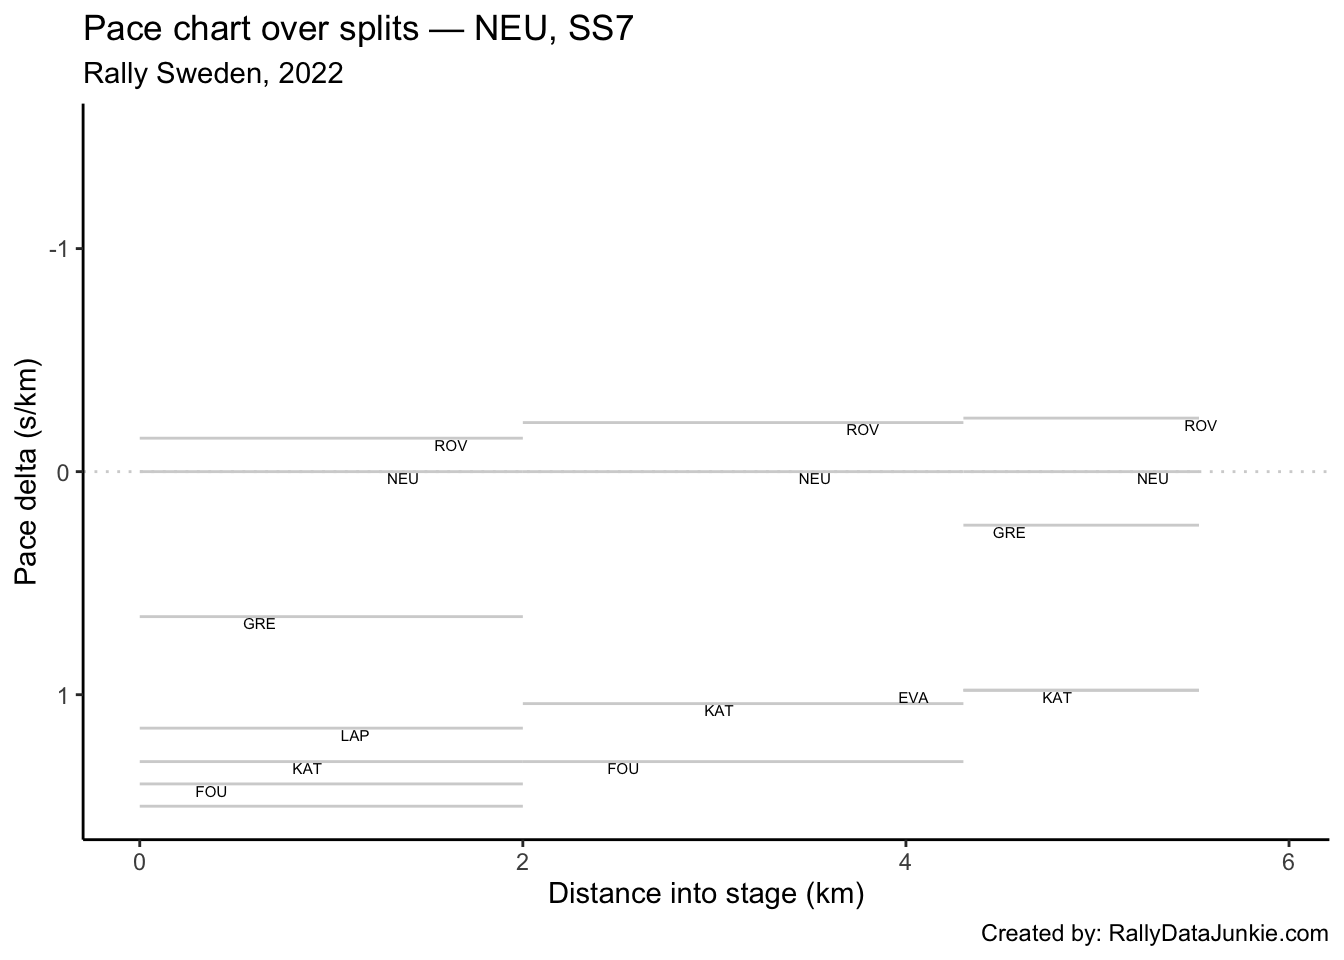 Pace chart over splits — NEU, SS7
Rally Sweden, 2022
Pace delta (s/km)
-1
0
1
ROV
ROV
ROV
NEU
NEU
NEU
GRE
GRE
EVA
KAT
KAT
LAP
KAT
FOU
FOU
0
2
4
6
Distance into stage (km)
Created by: RallyDataJunkie.com